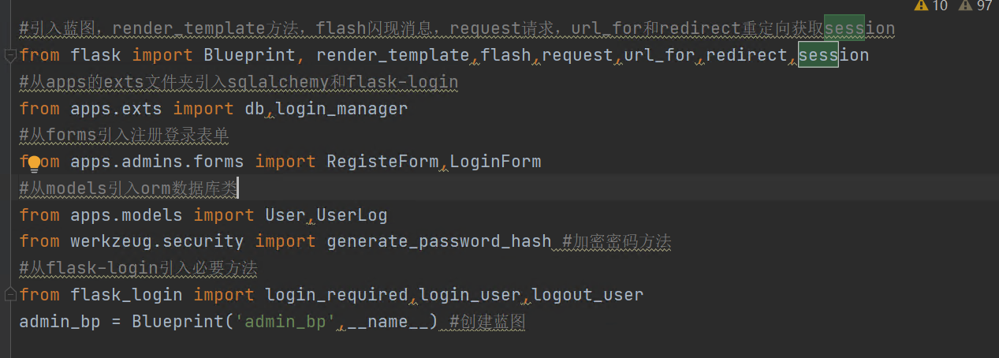 10 97
#引入蓝图，render_template方法，flash闪现消息，request请求，url_for和redirect重定向获取session
from flask import Blueprint, render_template,flash,request,url_for,redirect,session
#从apps的exts文件夹引入sqlalchemy和flask-login
from apps.exts import db,login_manager
#从forms引入注册登录表单
from apps.admins.forms import RegisteForm,LoginForm
#从models引入orm数据库类
from apps.models import User,UserLog
from werkzeug.security import generate_password_hash #加密密码方法
#从flask-login引入必要方法
from flask_login import login_required,login_user,logout_user
admin_bp = Blueprint('admin_bp',__name__) #创建蓝图